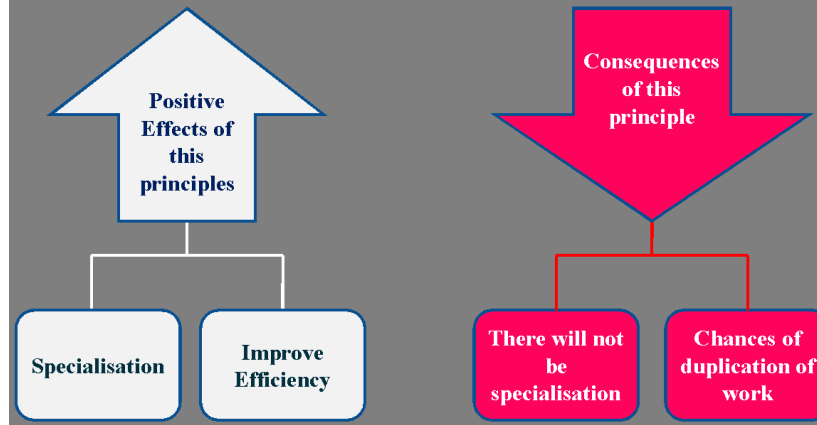 Positive
Effects of
this
principles
Specialisation
Improve
Efficiency
Consequences
of this
principle
There will not
be
specialisation
Chances of
duplication of
work